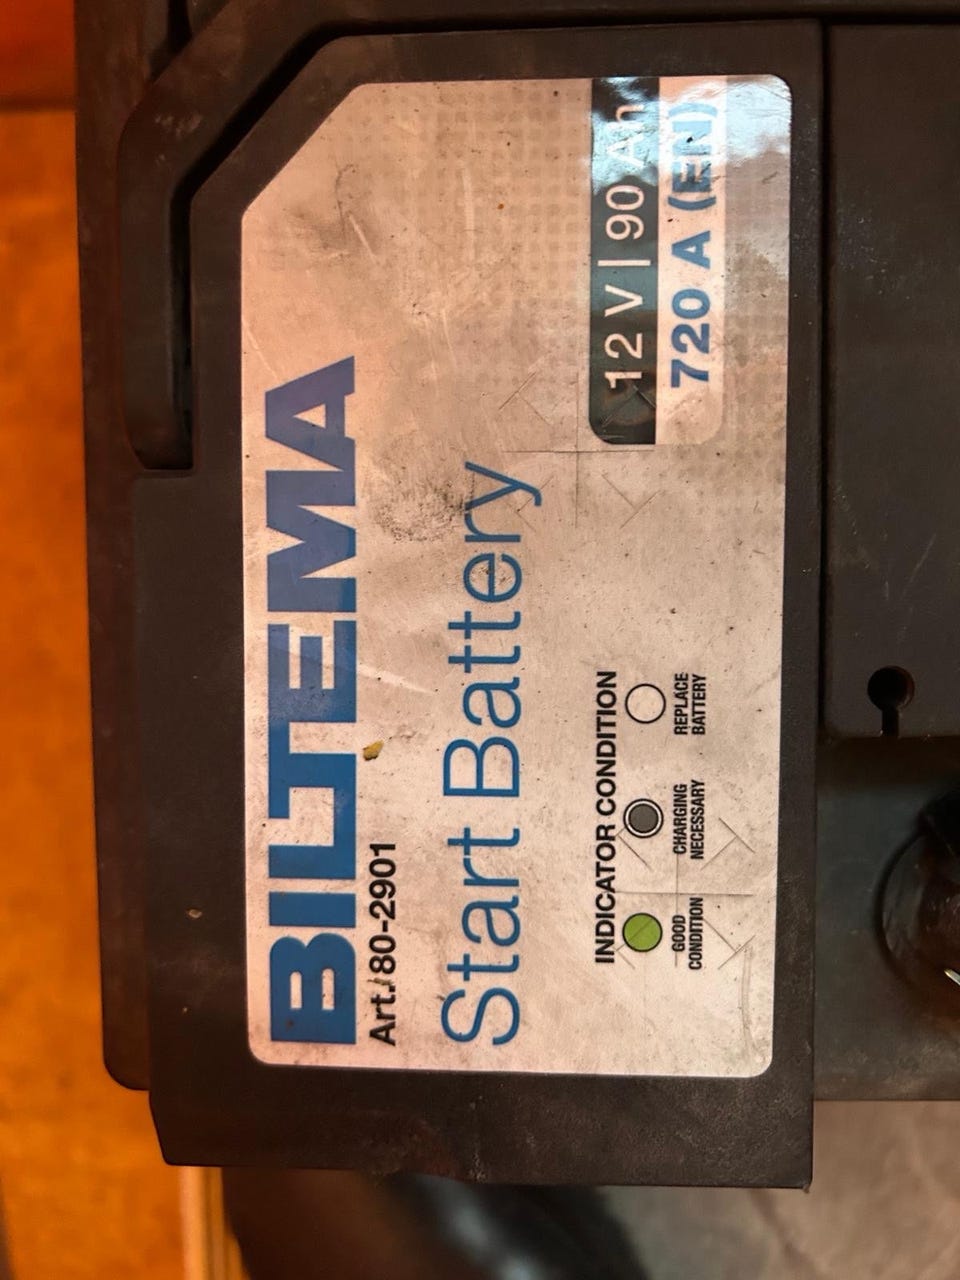 BILTEMA
Art. 80-2901
Start Battery
12 V | 90 Ah
720 A (EN)
INDICATOR CONDITION
GOOD
CONDITION
CHARGING
NECESSARY
REPLACE
BATTERY